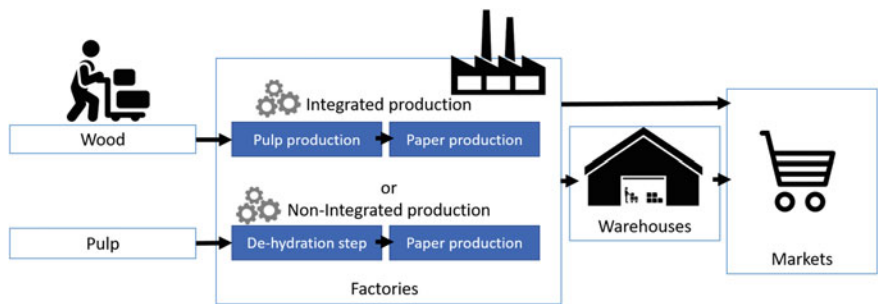 Integrated production
Wood
Pulp production
Paper production
or
Non-Integrated production
Pulp
De-hydration step
Paper production
Factories
Warehouses
Markets